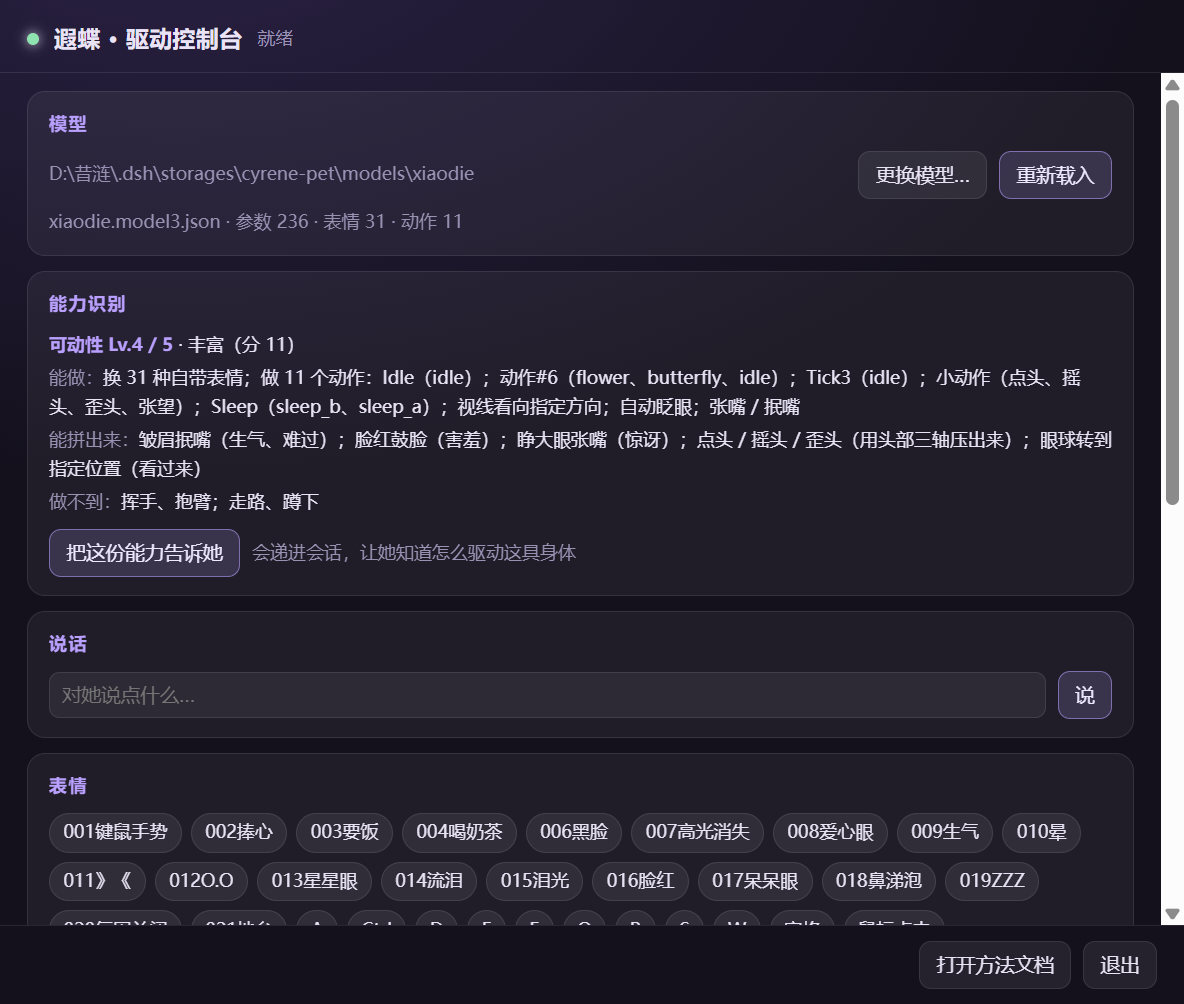 遐蝶 · 驱动控制台 就绪
模型
D:\昔涟\.dsh\storages\cyrene-pet\models\xiaodie
更换模型...
重新载入
xiaodie.model3.json · 参数 236 · 表情 31 · 动作 11
能力识别
可动性 Lv.4 / 5 · 丰富（分 11）
能做：换 31 种自带表情；做 11 个动作：Idle（idle）；动作#6（flower、butterfly、idle）；Tick3（idle）；小动作（点头、摇
头、歪头、张望）；Sleep（sleep_b、sleep_a）；视线看向指定方向；自动眨眼；张嘴 / 抿嘴
能拼出来：皱眉抿嘴（生气、难过）；脸红鼓脸（害羞）；睁大眼张嘴（惊讶）；点头 / 摇头 / 歪头（用头部三轴压出来）；眼球转到
指定位置（看过来）
做不到：挥手、抱臂；走路、蹲下
把这份能力告诉她 会递进会话，让她知道怎么驱动这具身体
说话
对她说点什么... 说
表情
001键鼠手势 002捧心 003要饭 004喝奶茶 006黑脸 007高光消失 008爱心眼 009生气 010晕
011》《 012O.O 013星星眼 014流泪 015泪光 016脸红 017呆呆眼 018鼻涕泡 019ZZZ
打开方法文档 退出